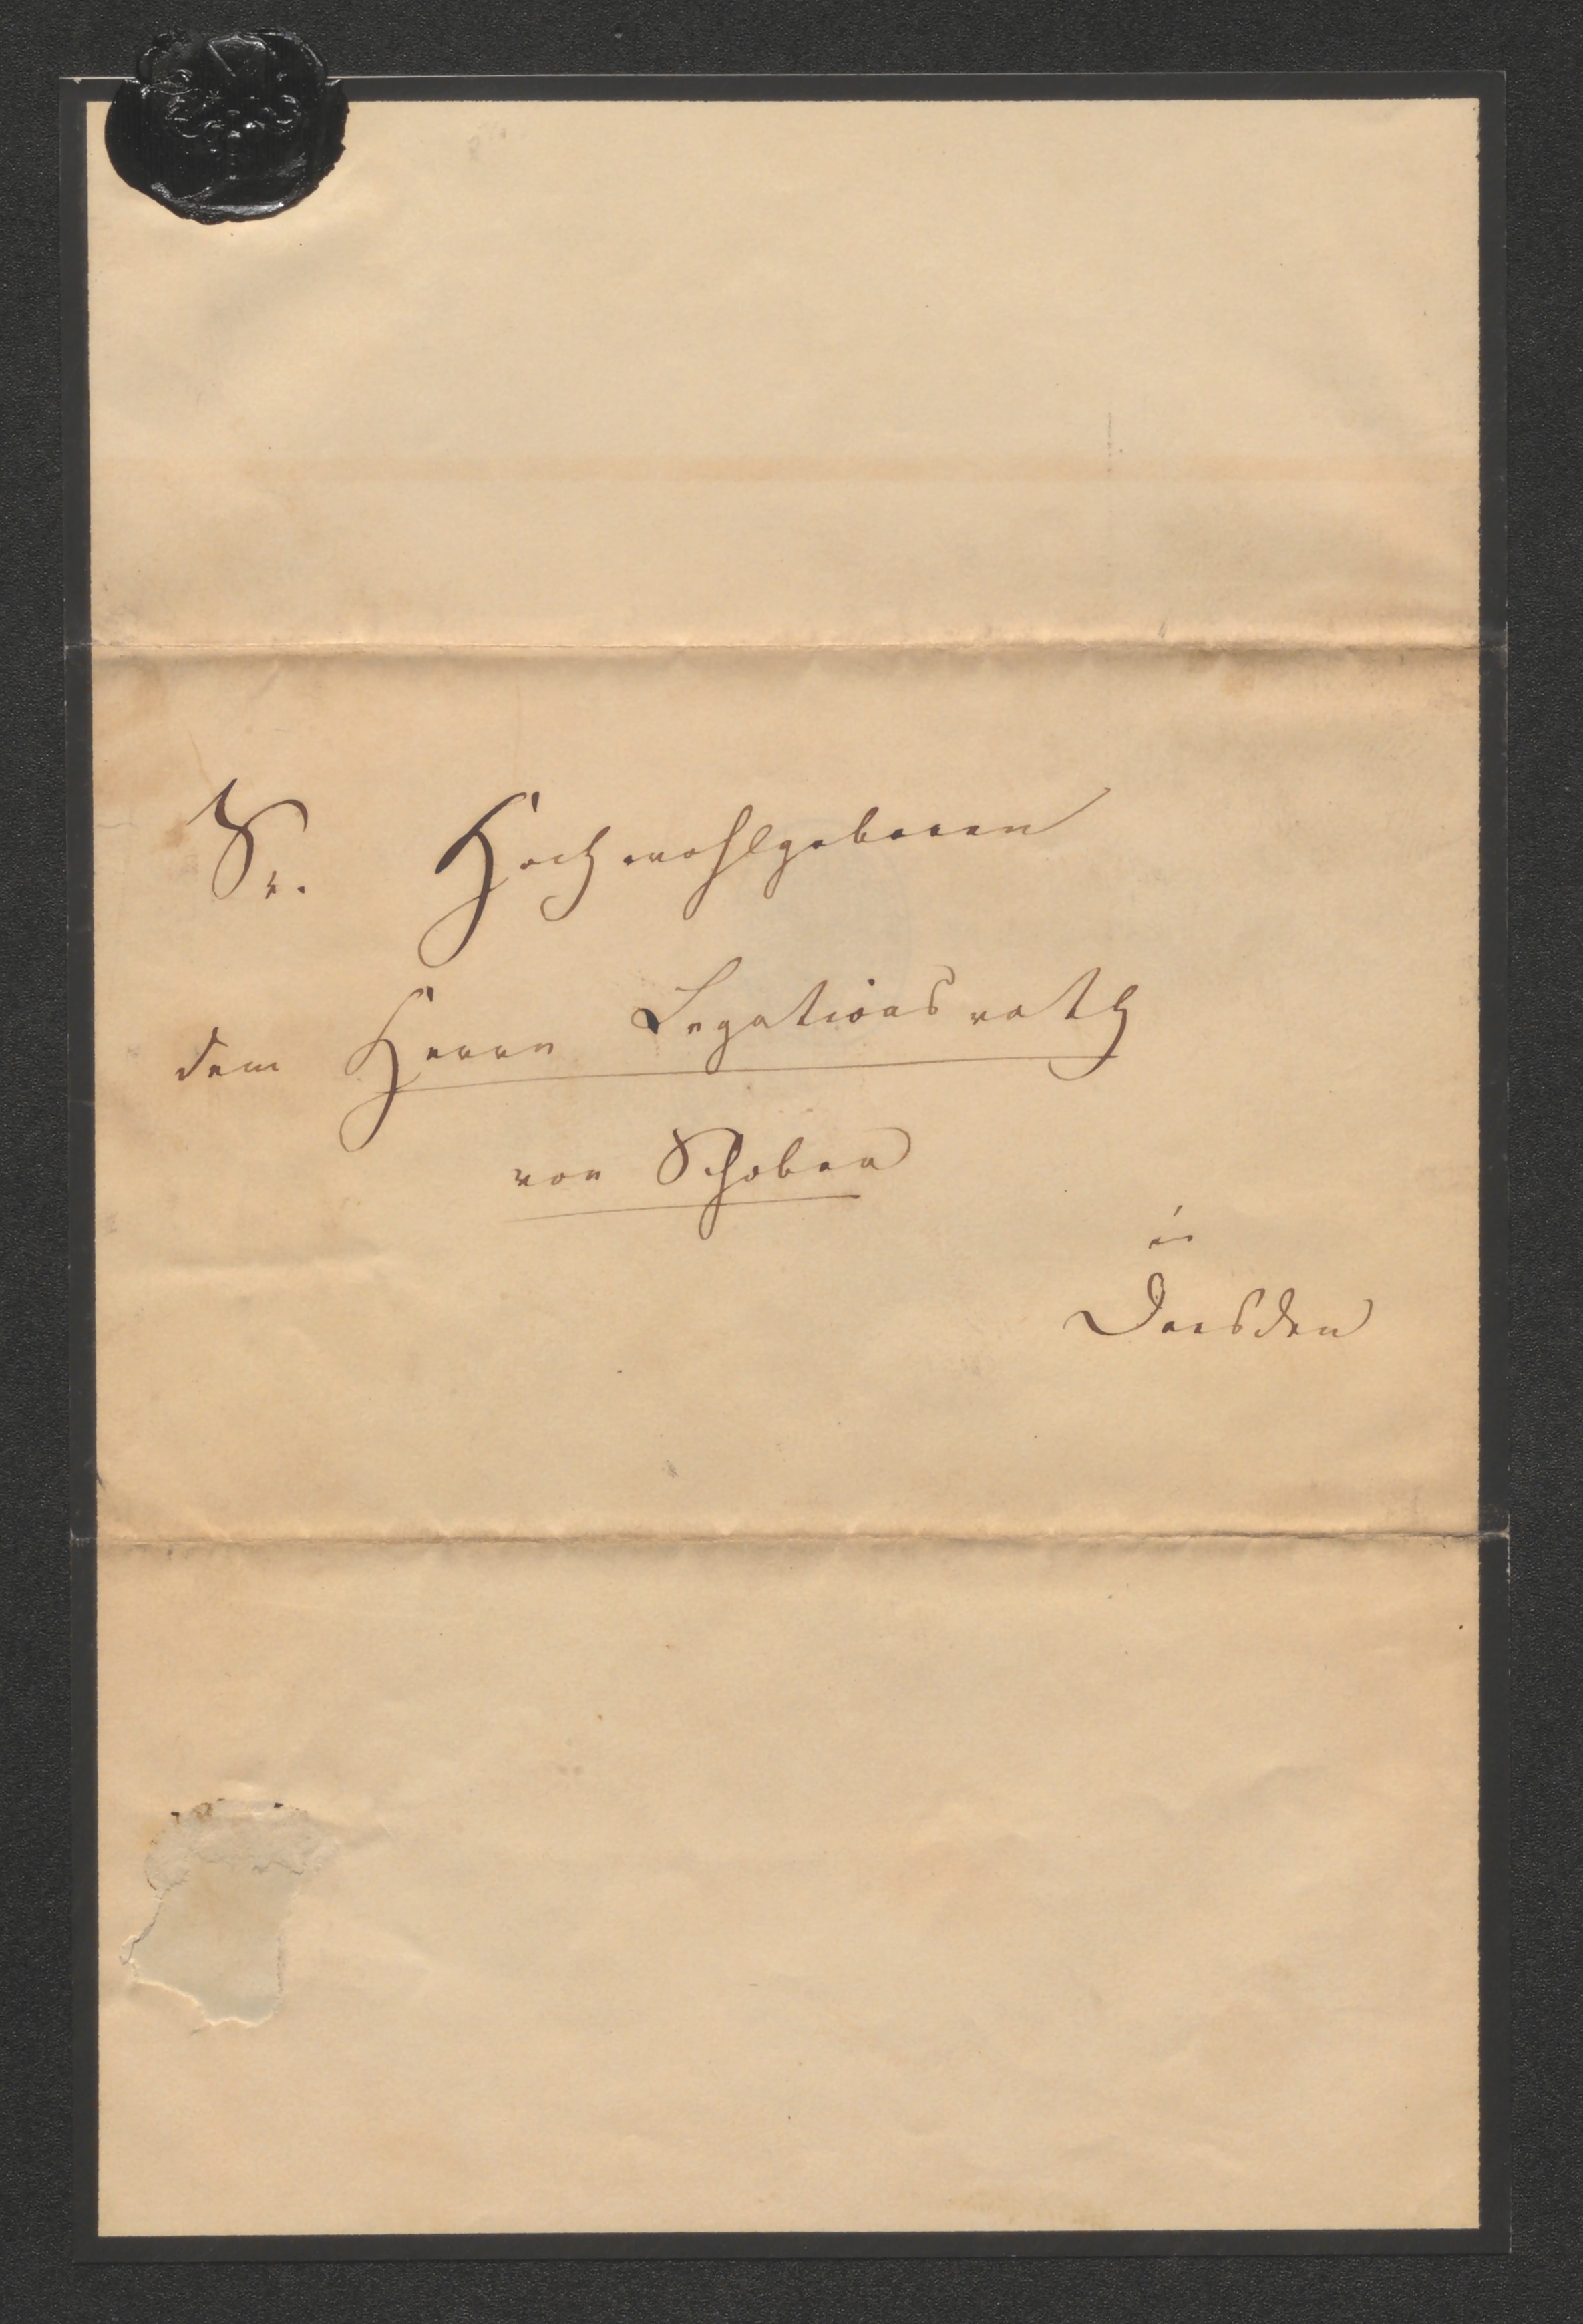 Sr. Hochwohlgeboren
dem Herrn Legationsrath
von Schober
in
Dresden